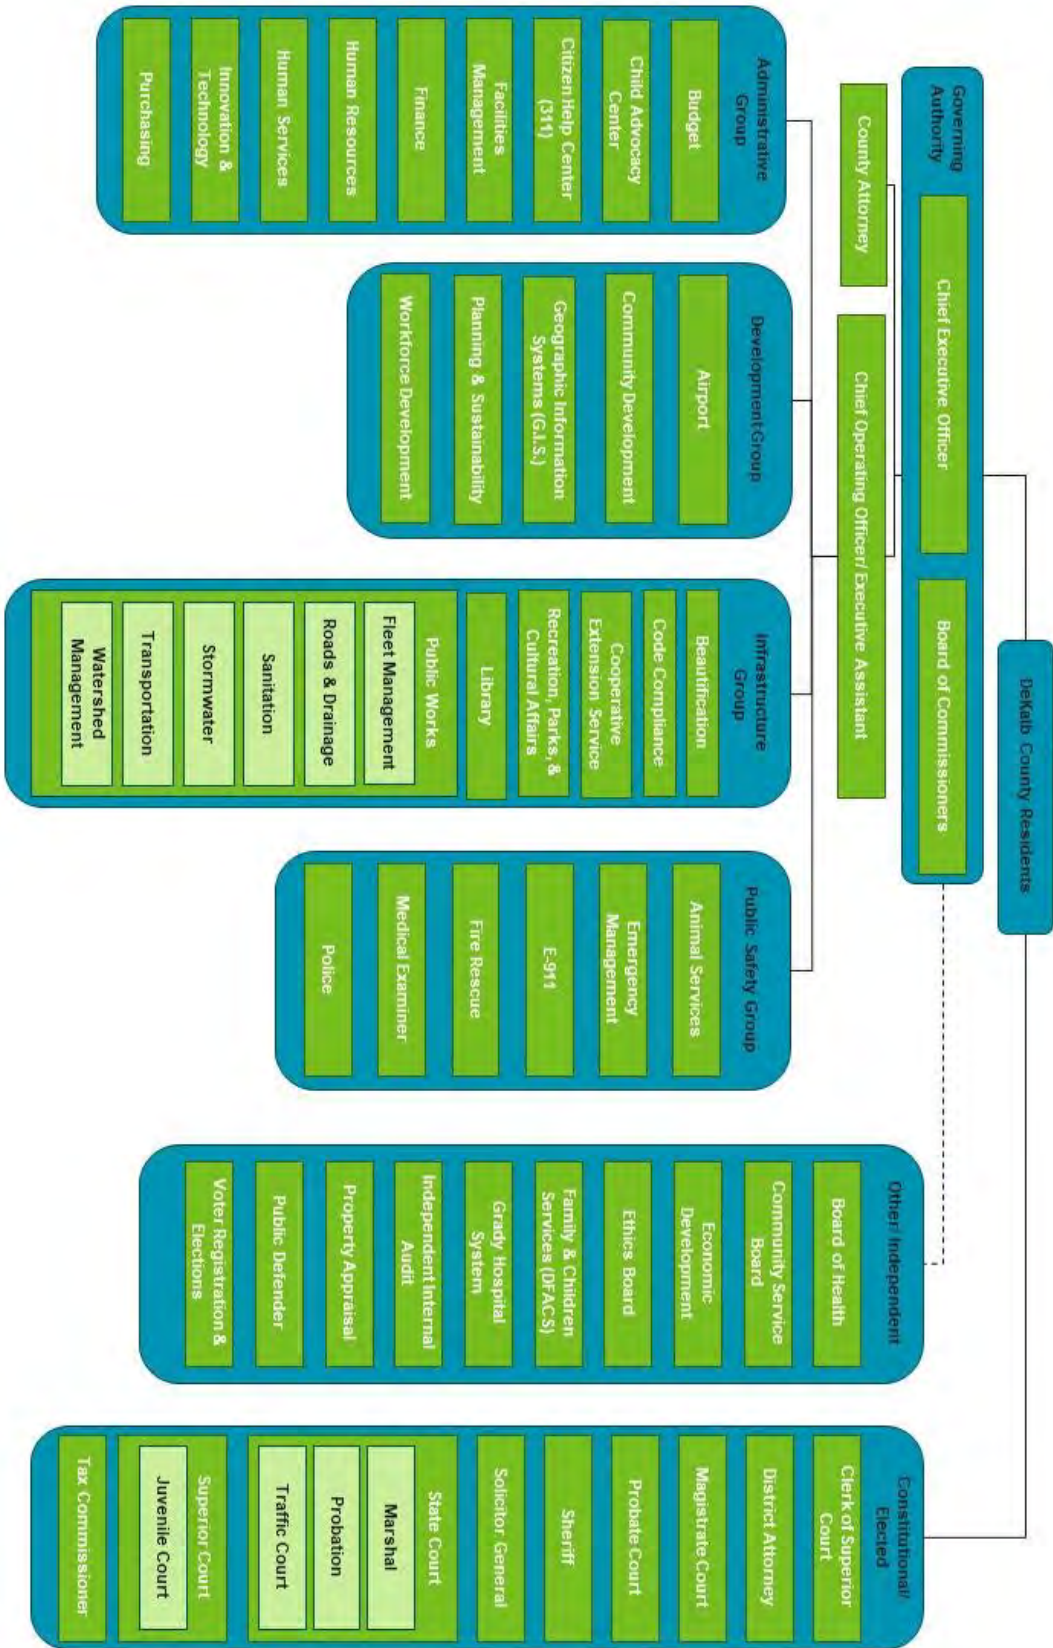 DeKalb County Residents
Governing
Authority
Chief Executive Officer
Board of Commissioners
County Attorney
Chief Operating Officer/ Executive Assistant
Administrative
Group
Budget
Child Advocacy
Center
Citizen Help Center
(311)
Facilities
Management
Finance
Human Resources
Human Services
Innovation &
Technology
Purchasing
Development Group
Airport
Community Development
Geographic Information
Systems (G.I.S.)
Planning & Sustainability
Workforce Development
Infrastructure
Group
Beautification
Code Compliance
Cooperative
Extension Service
Recreation, Parks, &
Cultural Affairs
Library
Public Works
Fleet Management
Roads & Drainage
Sanitation
Stormwater
Transportation
Watershed
Management
Public Safety Group
Animal Services
Emergency
Management
E-911
Fire Rescue
Medical Examiner
Police
Other/ Independent
Board of Health
Community Service
Board
Economic
Development
Ethics Board
Family & Children
Services (DFACS)
Grady Hospital
System
Independent Internal
Audit
Property Appraisal
Public Defender
Voter Registration &
Elections
Constitutional/
Elected
Clerk of Superior
Court
District Attorney
Magistrate Court
Probate Court
Sheriff
Solicitor General
State Court
Marshal
Probation
Traffic Court
Superior Court
Juvenile Court
Tax Commissioner